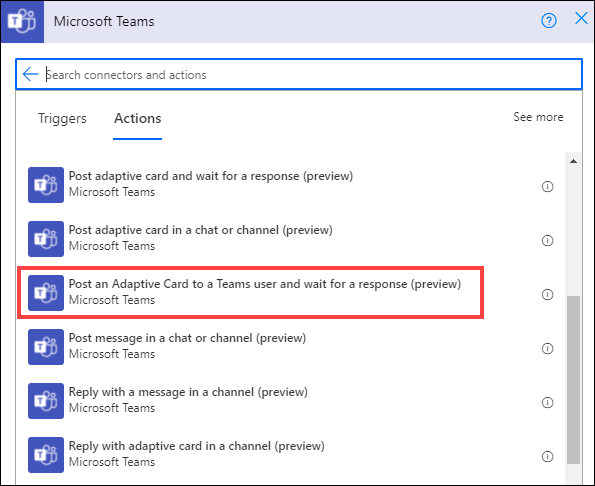 Microsoft Teams
Search connectors and actions
Triggers
Actions
See more
Post adaptive card and wait for a response (preview)
Microsoft Teams
Post adaptive card in a chat or channel (preview)
Microsoft Teams
Post an Adaptive Card to a Teams user and wait for a response (preview)
Microsoft Teams
Post message in a chat or channel (preview)
Microsoft Teams
Reply with a message in a channel (preview)
Microsoft Teams
Reply with adaptive card in a channel (preview)
Microsoft Teams